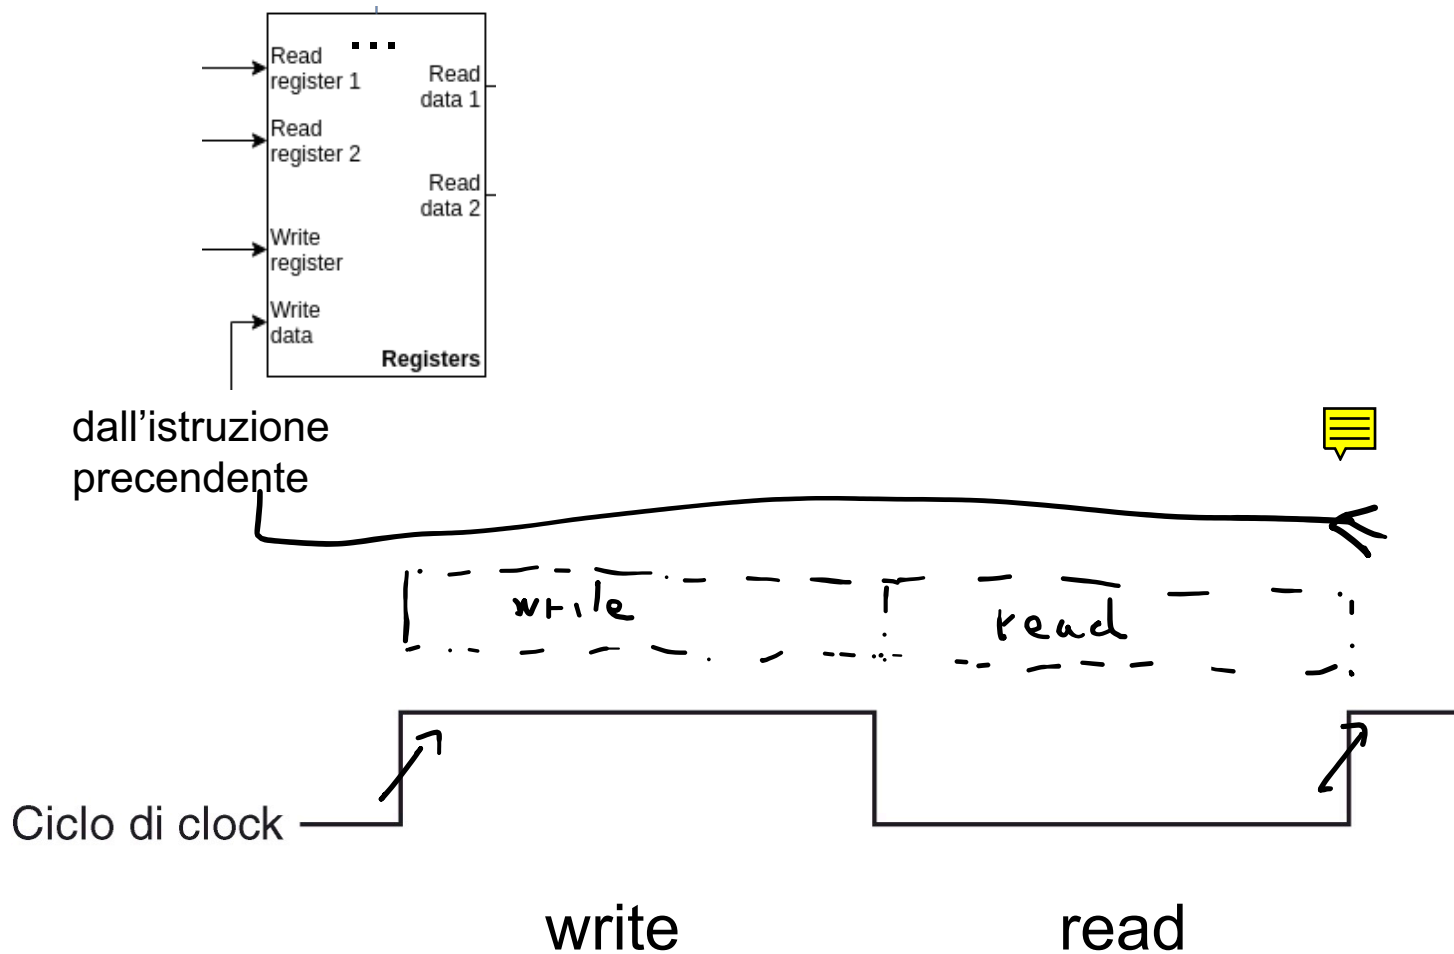 ...
Read
register 1
Read
data 1
Read
register 2
Read
data 2
Write
register
Write
data
Registers
dall’istruzione
precendente
write
read
Ciclo di clock
write
read